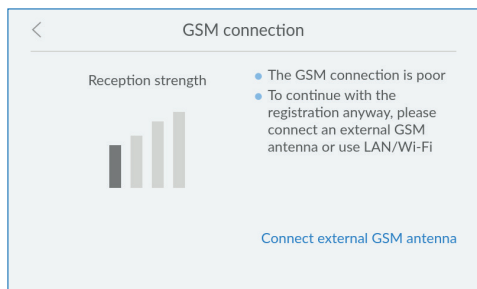 GSM connection
Reception strength
The GSM connection is poor
To continue with the
registration anyway, please
connect an external GSM
antenna or use LAN/Wi-Fi
Connect external GSM antenna